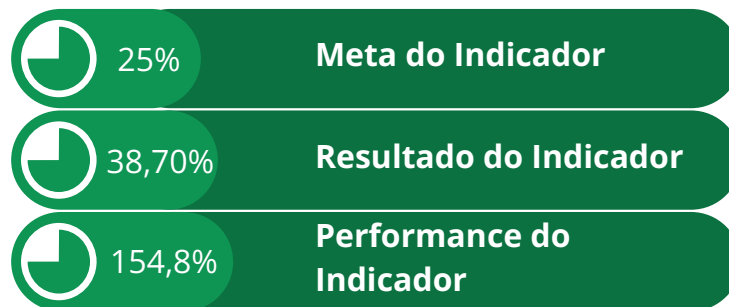 25%
Meta do Indicador
38,70%
Resultado do Indicador
154,8%
Performance do
Indicador